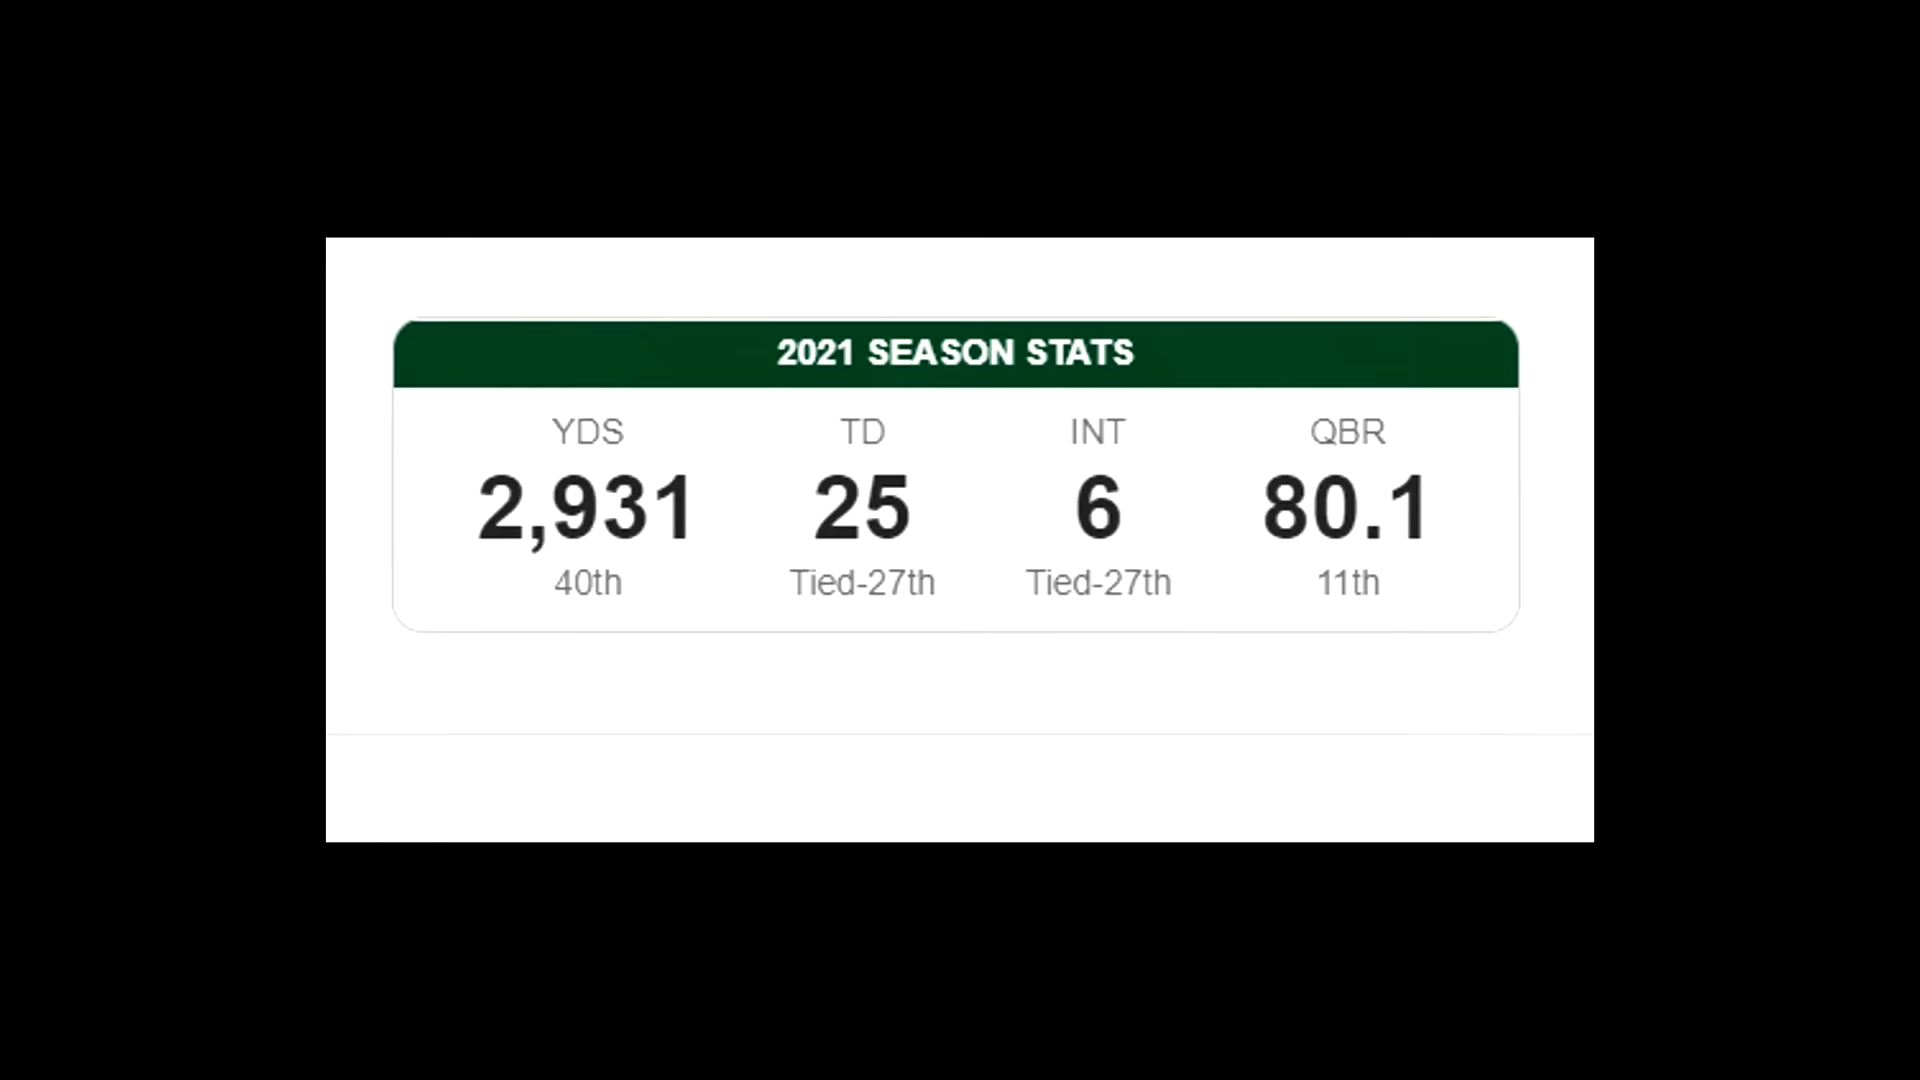 2021 SEASON STATS
YDS TD INT QBR
2,931 25 6 80.1
40th Tied-27th Tied-27th 11th